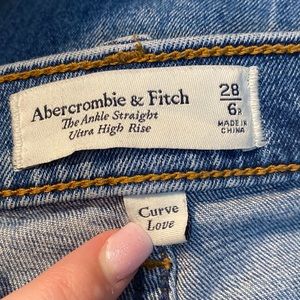 Abercrombie & Fitch
The Ankle Straight
Ultra High Rise
28
6R
MADE IN
CHINA
Curve
Love